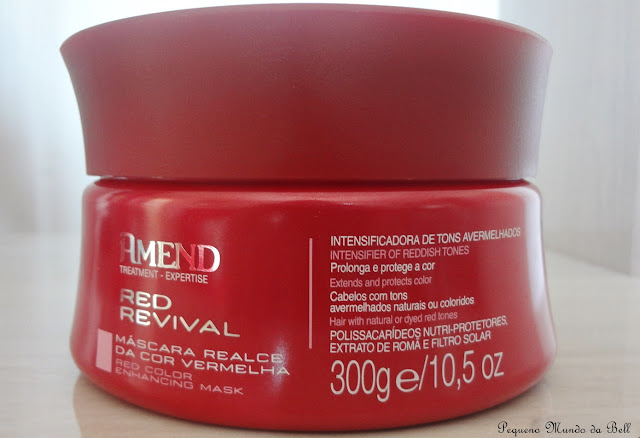 AMEND
TREATMENT - EXPERTISE
RED
REVIVAL
MÁSCARA REALCE
DA COR VERMELHA
RED COLOR
ENHANCING MASK
INTENSIFICADORA DE TONS AVERMELHADOS
INTENSIFIER OF REDDISH TONES
Prolonga e protege a cor
Extends and protects color
Cabelos com tons
avermelhados naturais ou coloridos
Hair with natural or dyed red tones
POLISSACARÍDEOS NUTRI-PROTETORES,
EXTRATO DE ROMÃ E FILTRO SOLAR
300g e/10,5 oz
Pequeno Mundo da Bell